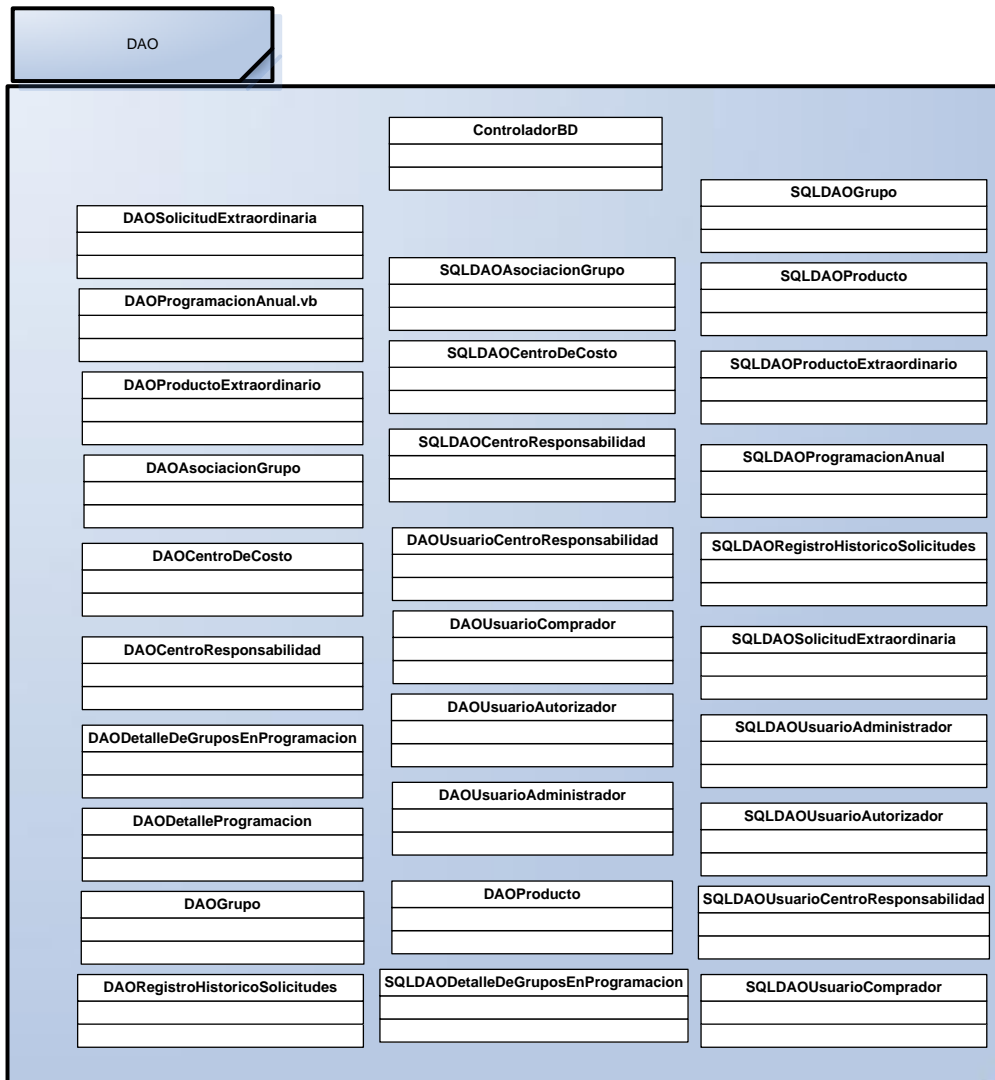 DAO
ControladorBD
DAOSolicitudExtraordinaria
DAOProgramacionAnual.vb
DAOProductoExtraordinario
DAOAsociacionGrupo
DAOCentroDeCosto
DAOCentroResponsabilidad
DAODetalleDeGruposEnProgramacion
DAODetalleProgramacion
DAOGrupo
DAORegistroHistoricoSolicitudes
SQLDAOAsociacionGrupo
SQLDAOCentroDeCosto
SQLDAOCentroResponsabilidad
DAOUsuarioCentroResponsabilidad
DAOUsuarioComprador
DAOUsuarioAutorizador
DAOUsuarioAdministrador
DAOProducto
SQLDAODetalleDeGruposEnProgramacion
SQLDAOGrupo
SQLDAOProducto
SQLDAOProductoExtraordinario
SQLDAOProgramacionAnual
SQLDAORegistroHistoricoSolicitudes
SQLDAOSolicitudExtraordinaria
SQLDAOUsuarioAdministrador
SQLDAOUsuarioAutorizador
SQLDAOUsuarioCentroResponsabilidad
SQLDAOUsuarioComprador